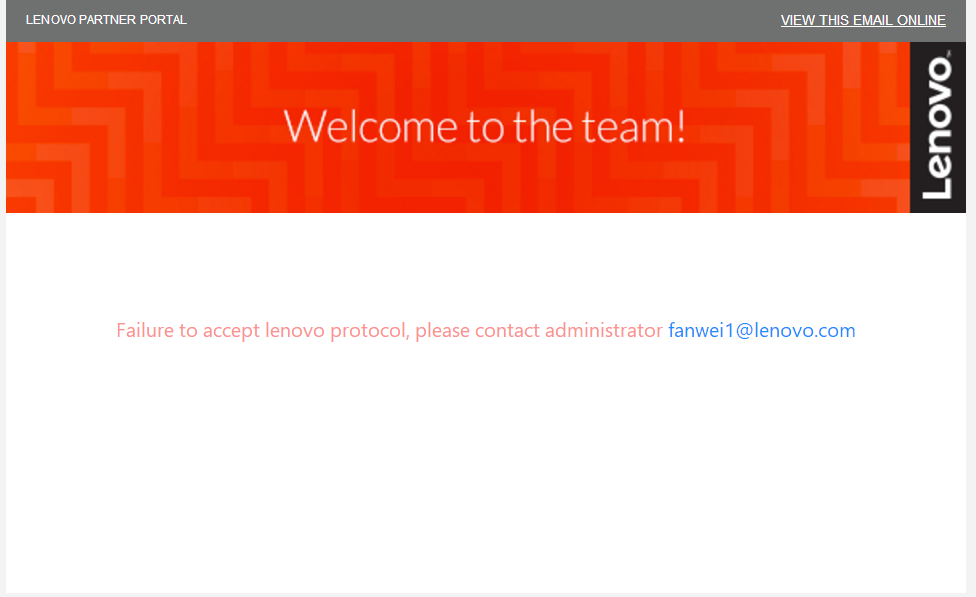 LENOVO PARTNER PORTAL
VIEW THIS EMAIL ONLINE
Welcome to the team!
Lenovo
Failure to accept lenovo protocol, please contact administrator fanwei1@lenovo.com